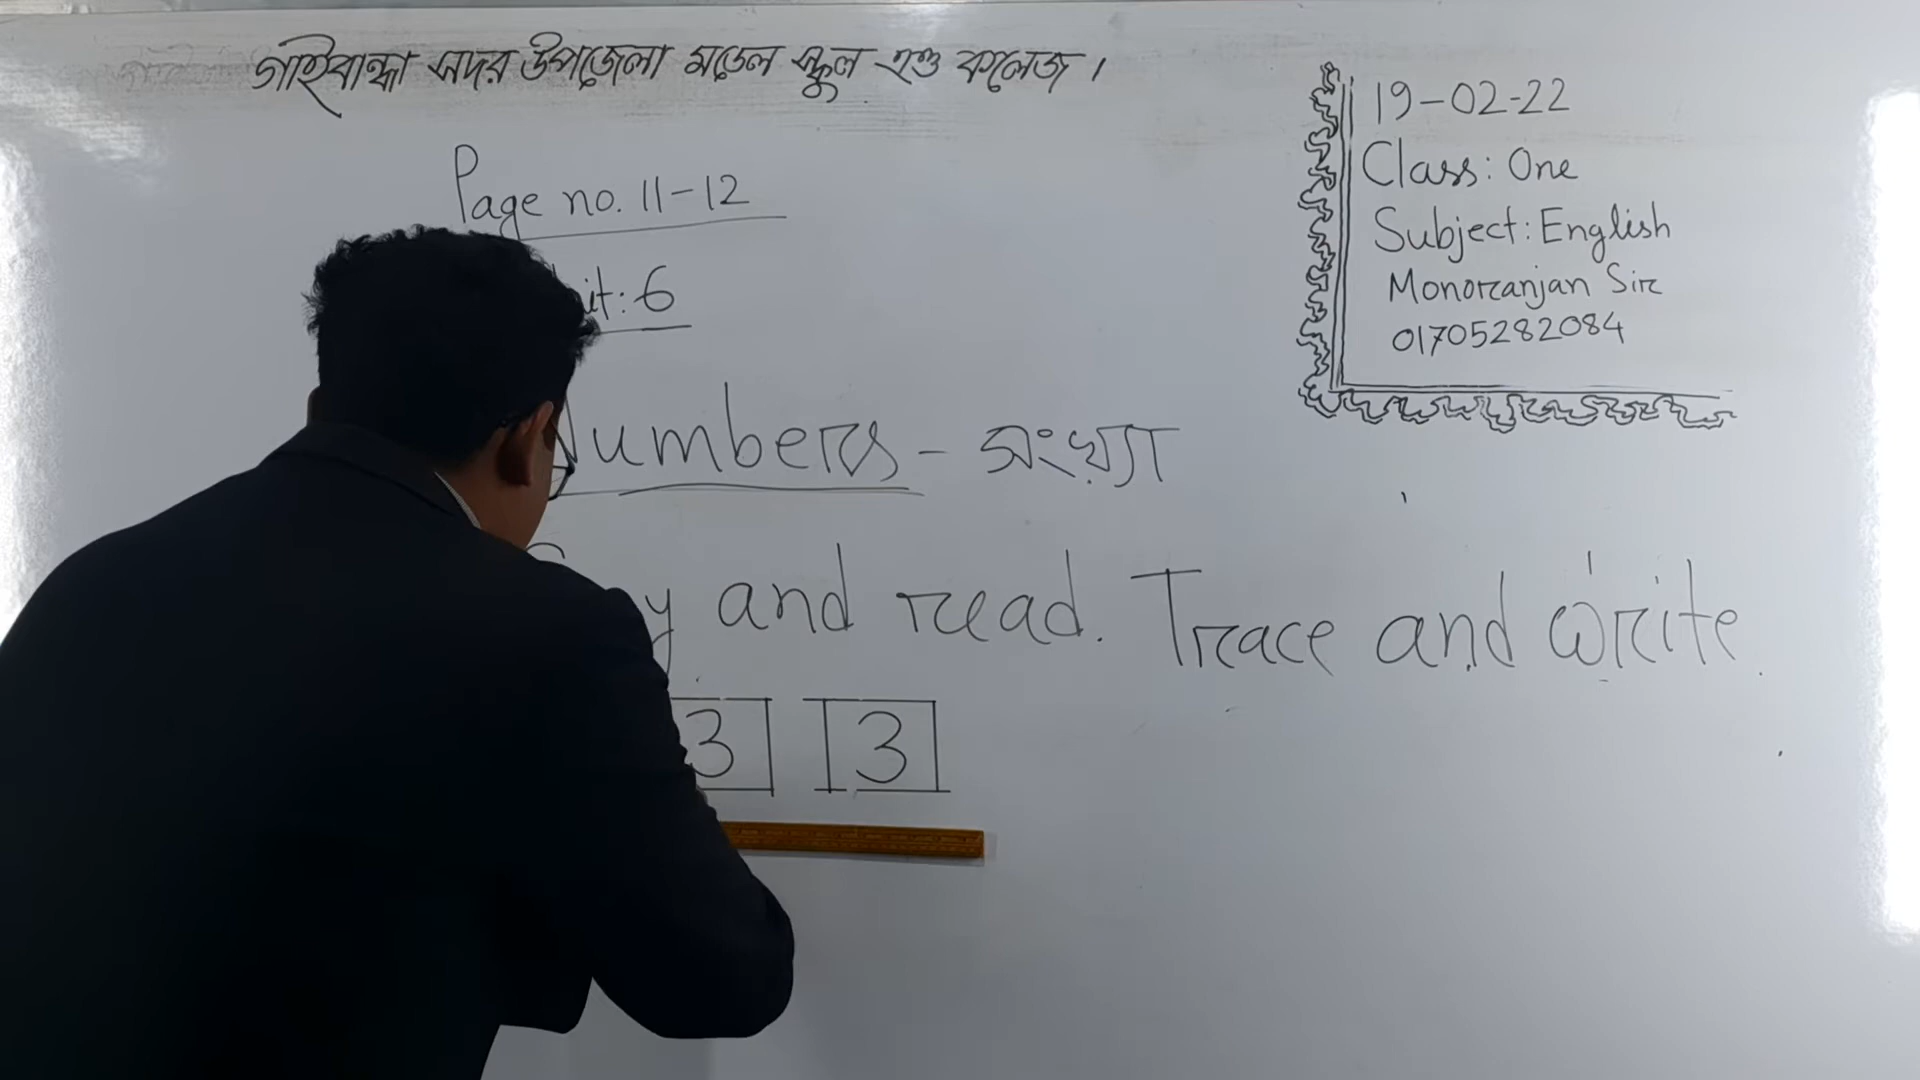 গাইবান্ধা সদর উপজেলা মডেল স্কুল এণ্ড কলেজ।
19-02-22
Class: One
Subject: English
Monoranjan Sir
01705282084
Page no. 11-12
it: 6
umbers - সংখ্যা
y and read. Trace and write.
3 3